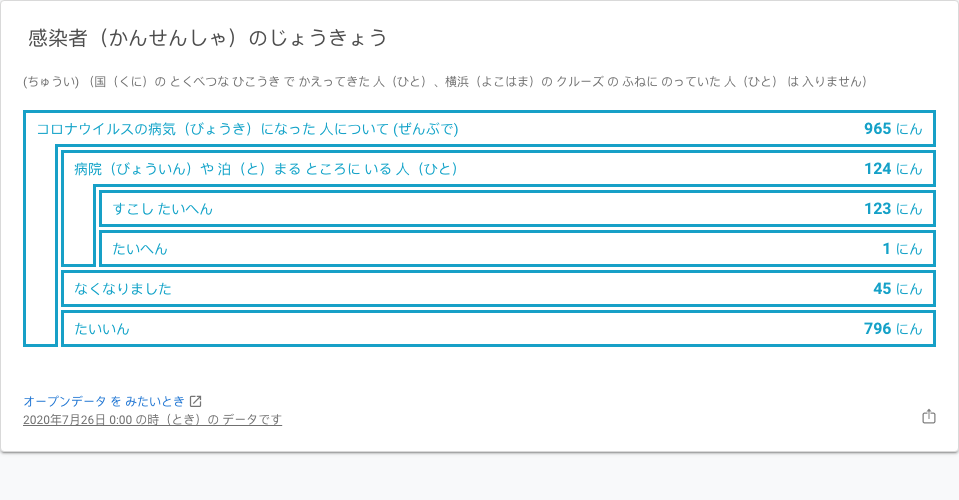 感染者（かんせんしゃ）のじょうきょう
(ちゅうい) （国（くに）の とくべつな ひこうき で かえってきた 人（ひと）、横浜（よこはま）の クルーズ の ふねに のっていた 人（ひと） は 入りません）
コロナウイルスの病気（びょうき）になった 人について (ぜんぶで) 965 にん
病院（びょういん）や 泊（と）まる ところに いる 人（ひと） 124 にん
すこし たいへん 123 にん
たいへん 1 にん
なくなりました 45 にん
たいいん 796 にん
オープンデータ を みたいとき
2020年7月26日 0:00 の時（とき）の データです